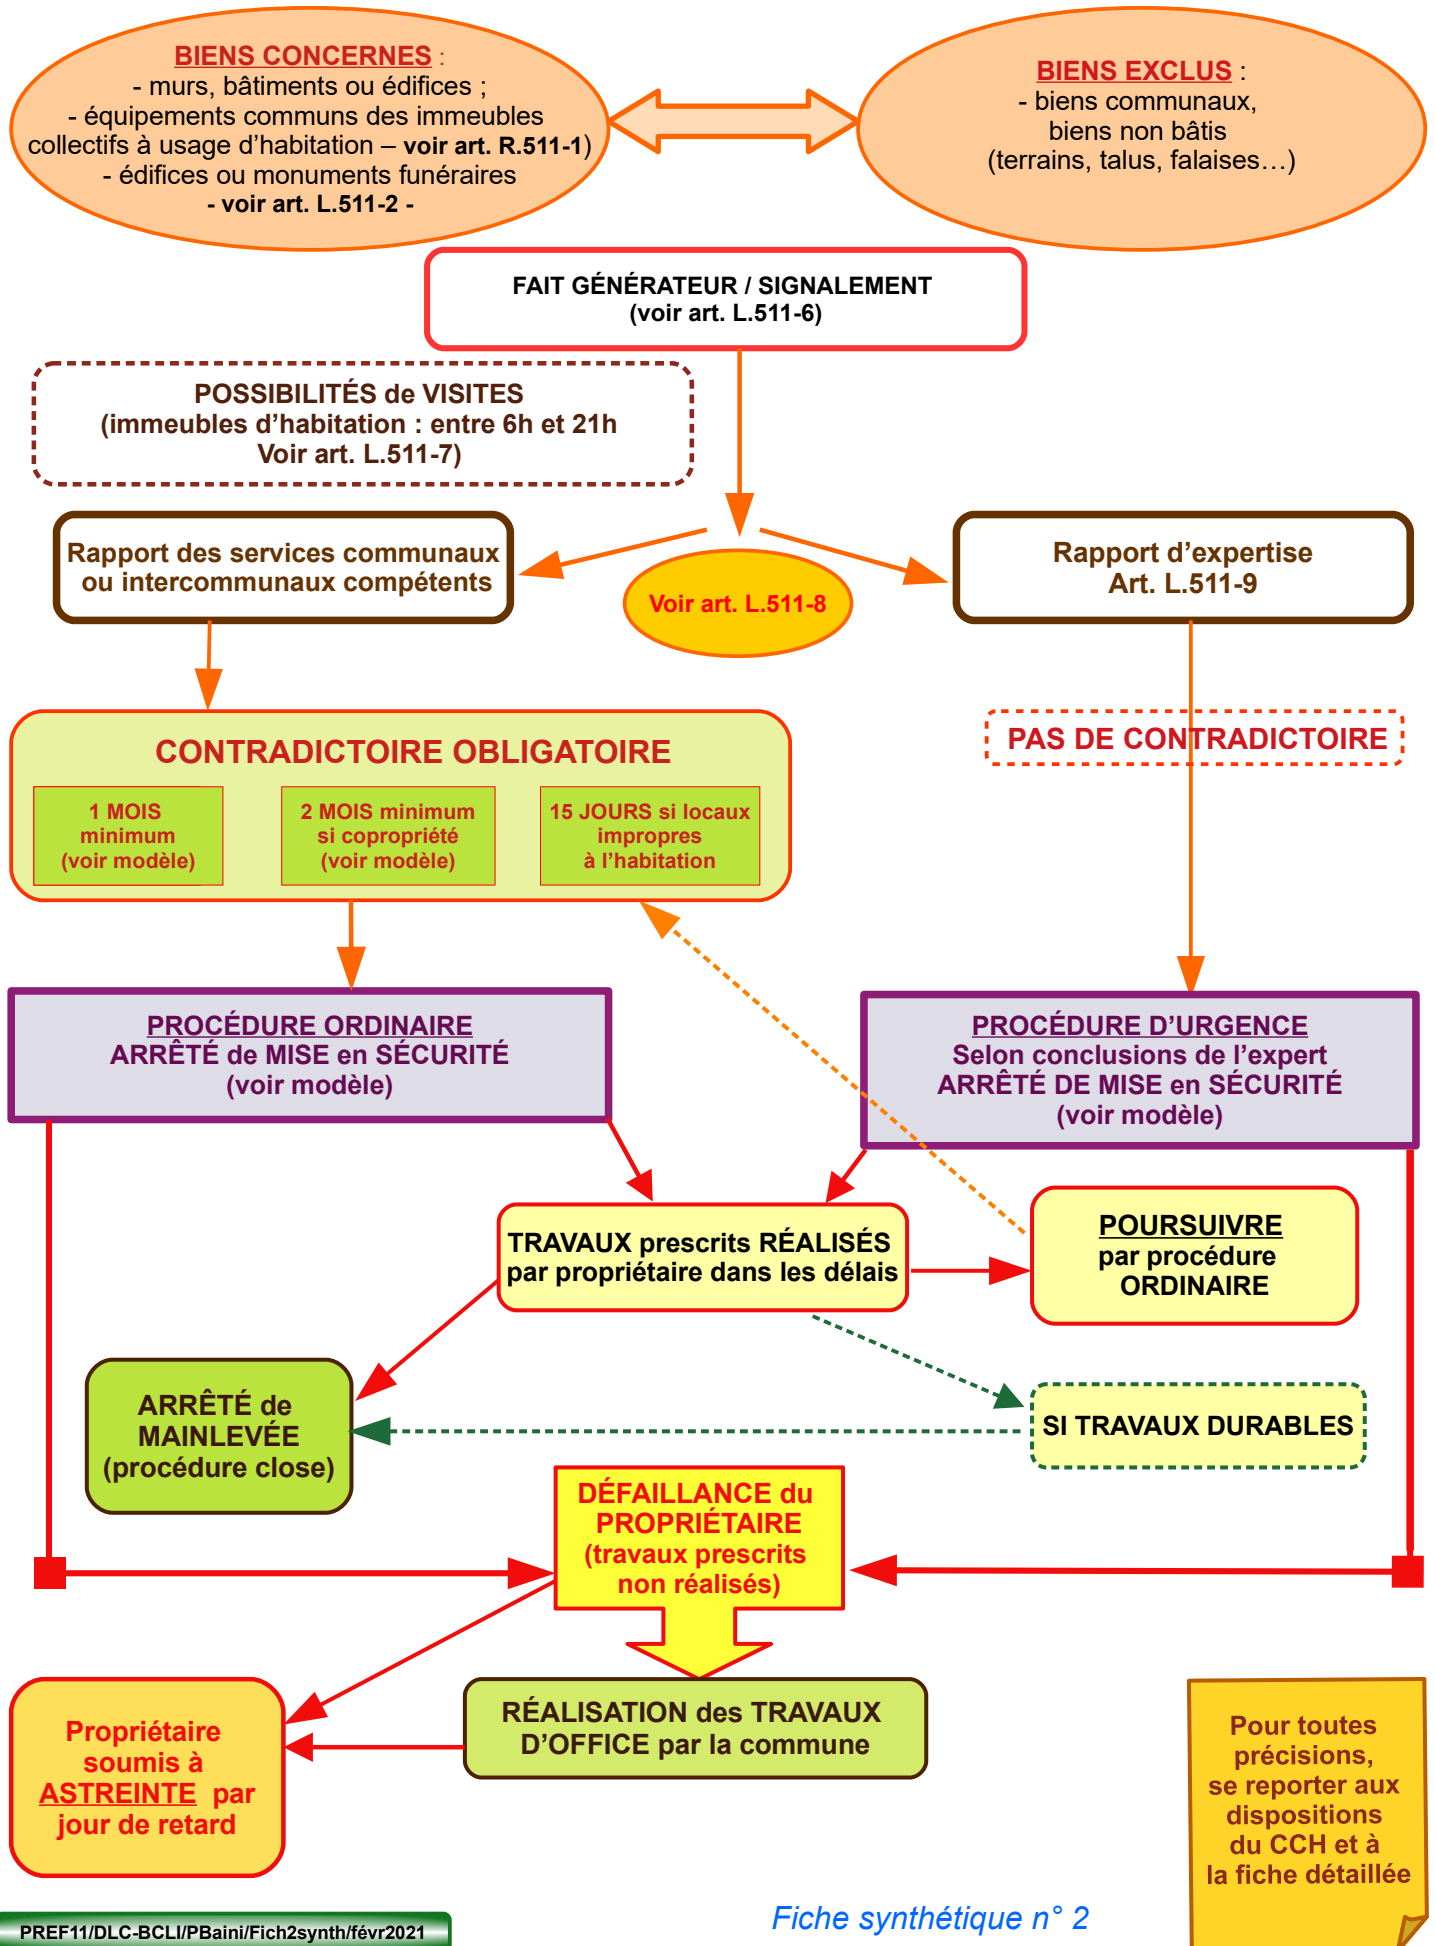 BIENS CONCERNES :
- murs, bâtiments ou édifices ;
- équipements communs des immeubles
collectifs à usage d’habitation – voir art. R.511-1)
- édifices ou monuments funéraires
- voir art. L.511-2 -
BIENS EXCLUS :
- biens communaux,
biens non bâtis
(terrains, talus, falaises…)
FAIT GÉNÉRATEUR / SIGNALEMENT
(voir art. L.511-6)
POSSIBILITÉS de VISITES
(immeubles d’habitation : entre 6h et 21h
Voir art. L.511-7)
Rapport des services communaux
ou intercommunaux compétents
Voir art. L.511-8
Rapport d’expertise
Art. L.511-9
CONTRADICTOIRE OBLIGATOIRE
1 MOIS
minimum
(voir modèle)
2 MOIS minimum
si copropriété
(voir modèle)
15 JOURS si locaux
impropres
à l’habitation
PAS DE CONTRADICTOIRE
PROCÉDURE ORDINAIRE
ARRÊTÉ de MISE en SÉCURITÉ
(voir modèle)
PROCÉDURE D’URGENCE
Selon conclusions de l’expert
ARRÊTÉ DE MISE en SÉCURITÉ
(voir modèle)
TRAVAUX prescrits RÉALISÉS
par propriétaire dans les délais
POURSUIVRE
par procédure
ORDINAIRE
ARRÊTÉ de
MAINLEVÉE
(procédure close)
SI TRAVAUX DURABLES
DÉFAILLANCE du
PROPRIÉTAIRE
(travaux prescrits
non réalisés)
RÉALISATION des TRAVAUX
D’OFFICE par la commune
Propriétaire
soumis à
ASTREINTE par
jour de retard
Pour toutes
précisions,
se reporter aux
dispositions
du CCH et à
la fiche détaillée
Fiche synthétique n° 2
PREF11/DLC-BCLI/PBaini/Fich2synth/févr2021